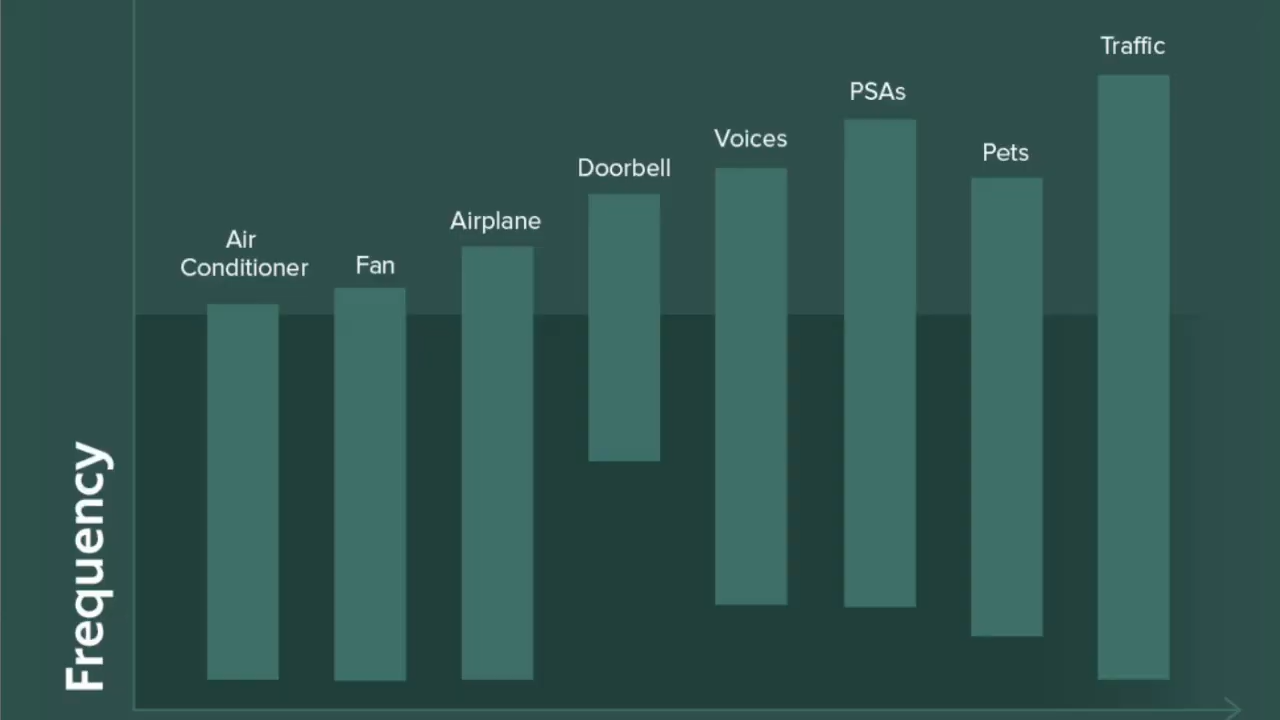 Traffic
PSAs
Voices
Pets
Doorbell
Airplane
Air
Conditioner
Fan
Frequency